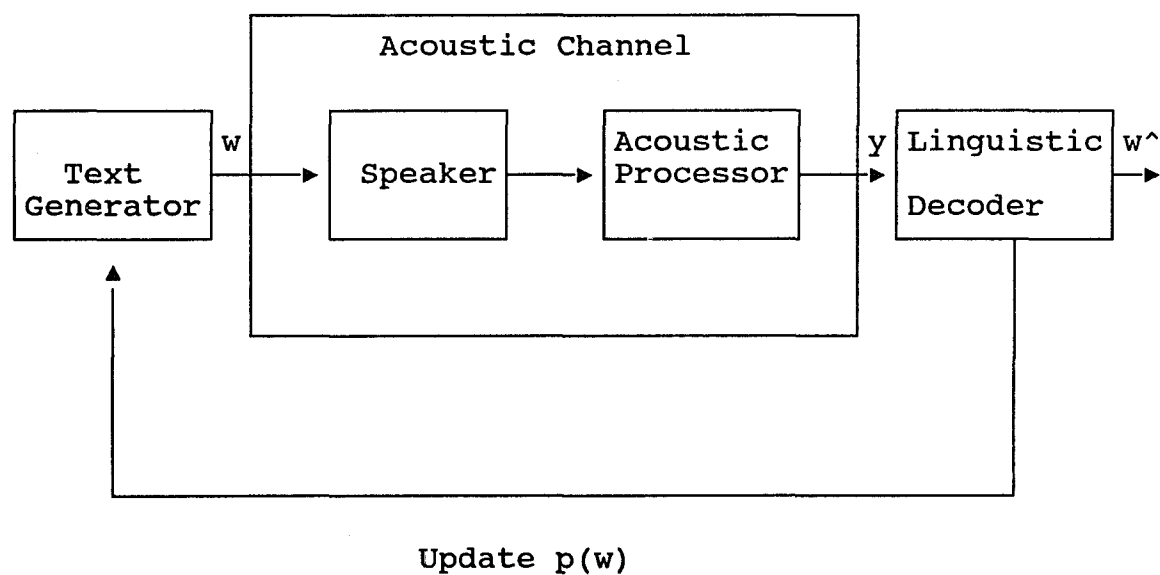 Acoustic Channel
Text
Generator
w
Speaker
Acoustic
Processor
y
Linguistic
Decoder
w^
Update p(w)